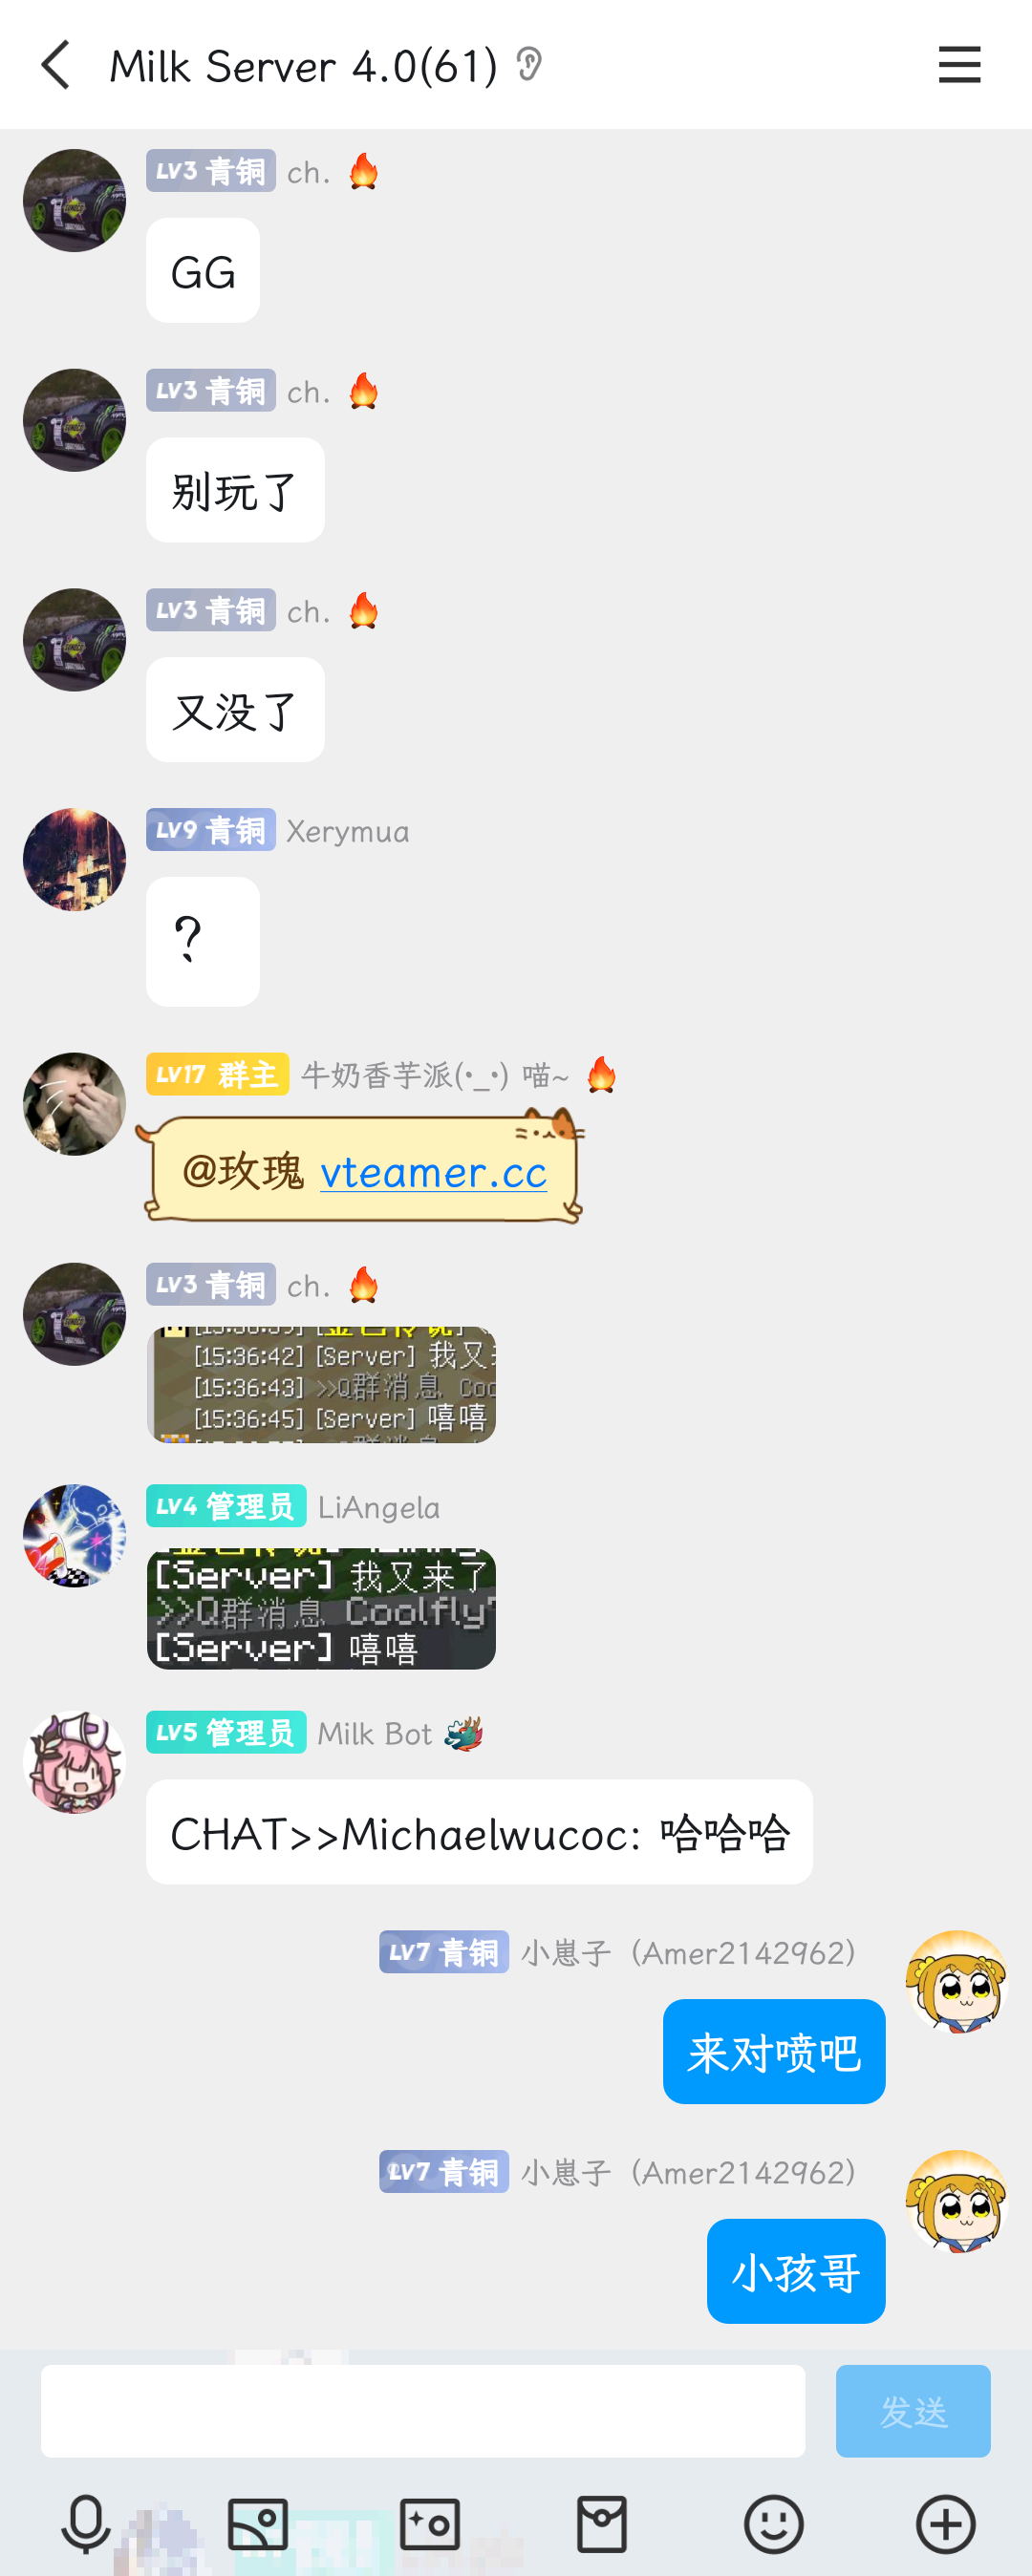 Milk Server 4.0(61)
LV3 青铜 ch.
GG
LV3 青铜 ch.
别玩了
LV3 青铜 ch.
又没了
LV9 青铜 Xerymua
?
LV17 群主 牛奶香芋派(·_·) 喵~
@玫瑰 vteamer.cc
LV3 青铜 ch.
[15:36:42] [Server] 我又
[15:36:43] >>Q群消息 Coo
[15:36:45] [Server] 嘻嘻
LV4 管理员 LiAngela
[Server] 我又来了
>>Q群消息 Coolfly
[Server] 嘻嘻
LV5 管理员 Milk Bot
CHAT>>Michaelwucoc: 哈哈哈
LV7 青铜 小崽子 (Amer2142962)
来对喷吧
LV7 青铜 小崽子 (Amer2142962)
小孩哥
发送